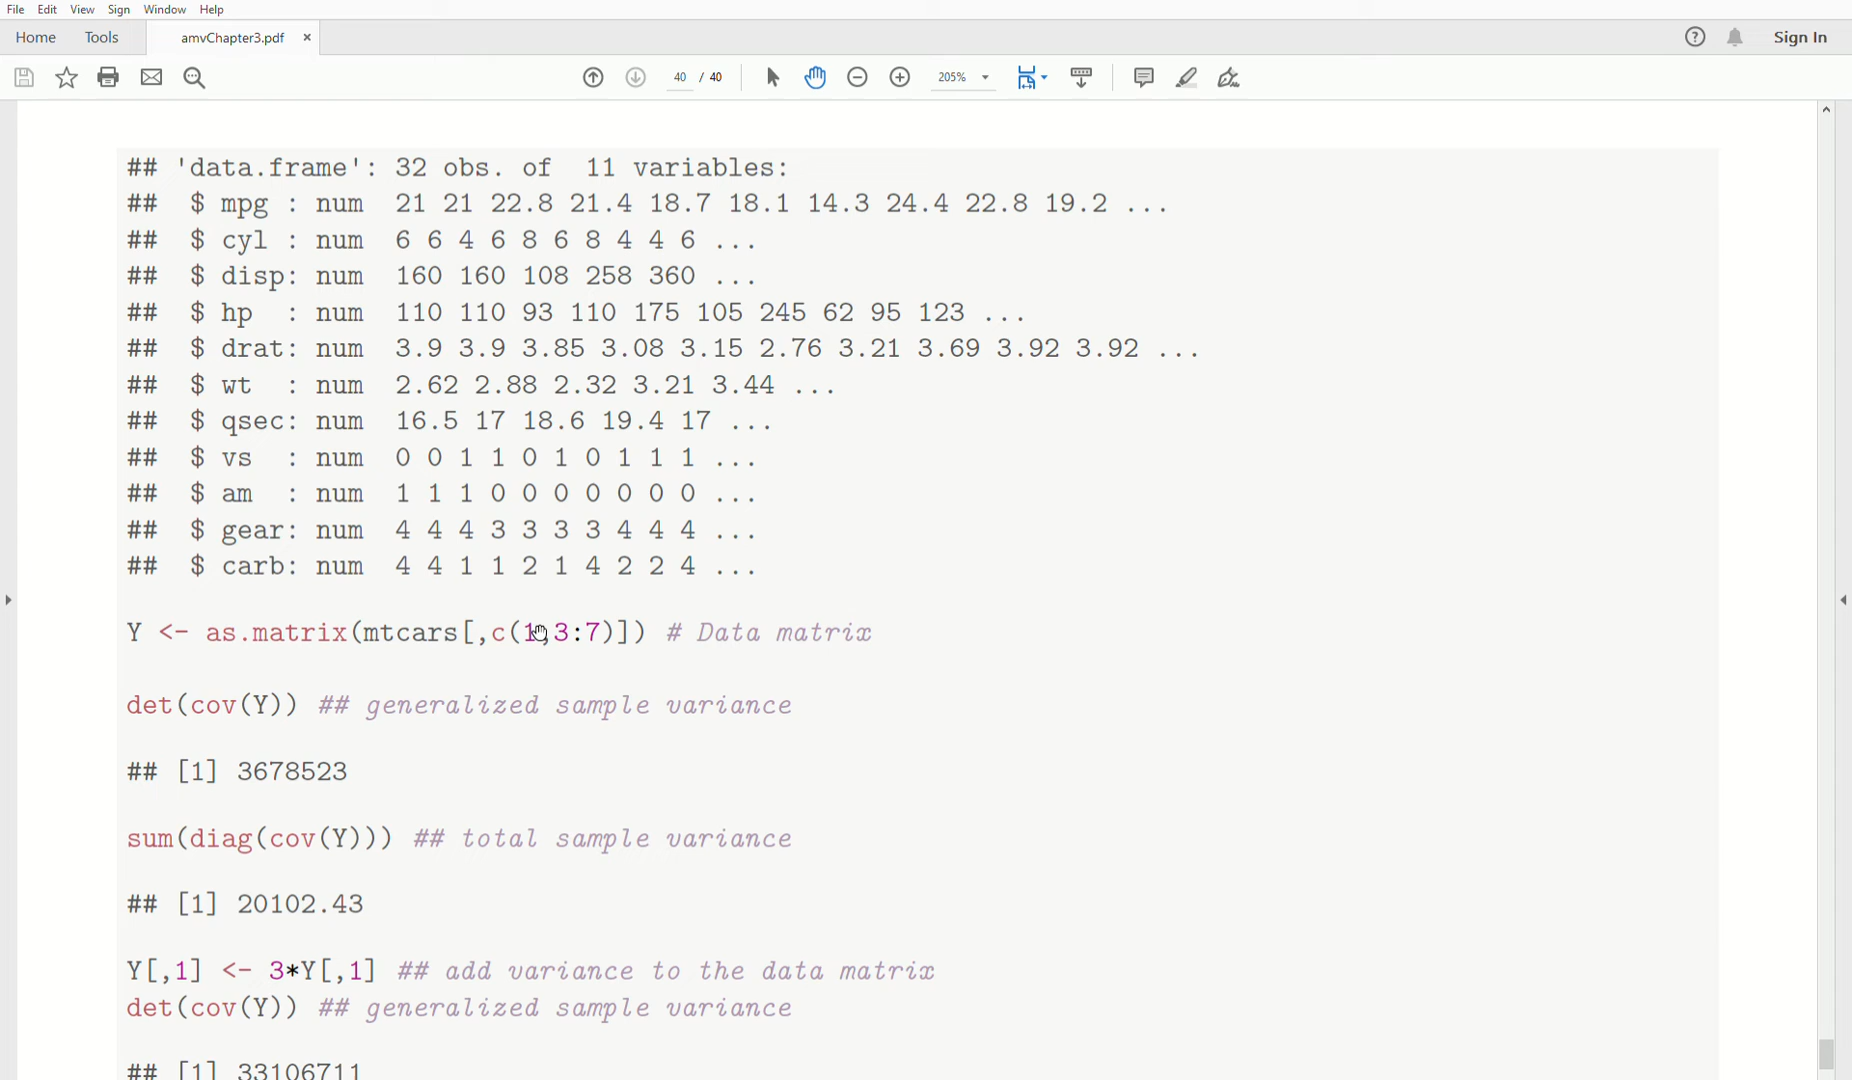 File Edit View Sign Window Help
Home Tools amvChapter3.pdf × Sign In
40 / 40 205%
## 'data.frame': 32 obs. of 11 variables:
## $ mpg : num 21 21 22.8 21.4 18.7 18.1 14.3 24.4 22.8 19.2 ...
## $ cyl : num 6 6 4 6 8 6 8 4 4 6 ...
## $ disp: num 160 160 108 258 360 ...
## $ hp : num 110 110 93 110 175 105 245 62 95 123 ...
## $ drat: num 3.9 3.9 3.85 3.08 3.15 2.76 3.21 3.69 3.92 3.92 ...
## $ wt : num 2.62 2.88 2.32 3.21 3.44 ...
## $ qsec: num 16.5 17 18.6 19.4 17 ...
## $ vs : num 0 0 1 1 0 1 0 1 1 1 ...
## $ am : num 1 1 1 0 0 0 0 0 0 0 ...
## $ gear: num 4 4 4 3 3 3 3 4 4 4 ...
## $ carb: num 4 4 1 1 2 1 4 2 2 4 ...
Y <- as.matrix(mtcars[,c(1,3:7)]) # Data matrix
det(cov(Y)) ## generalized sample variance
## [1] 3678523
sum(diag(cov(Y))) ## total sample variance
## [1] 20102.43
Y[,1] <- 3*Y[,1] ## add variance to the data matrix
det(cov(Y)) ## generalized sample variance
## [1] 33106711